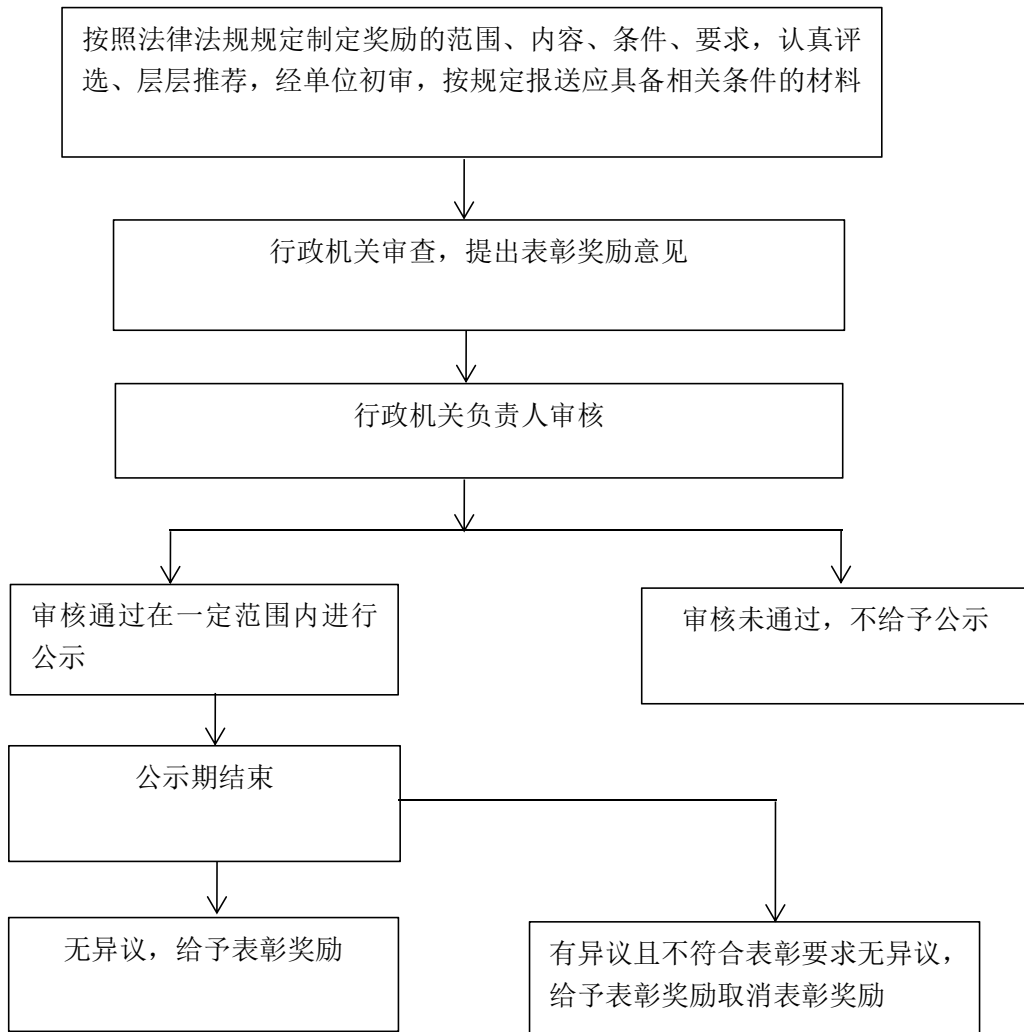 按照法律法规规定制定奖励的范围、内容、条件、要求，认真评
选、层层推荐，经单位初审，按规定报送应具备相关条件的材料
行政机关审查，提出表彰奖励意见
行政机关负责人审核
审核通过在一定范围内进行
公示
审核未通过，不给予公示
公示期结束
无异议，给予表彰奖励
有异议且不符合表彰要求无异议，
给予表彰奖励取消表彰奖励